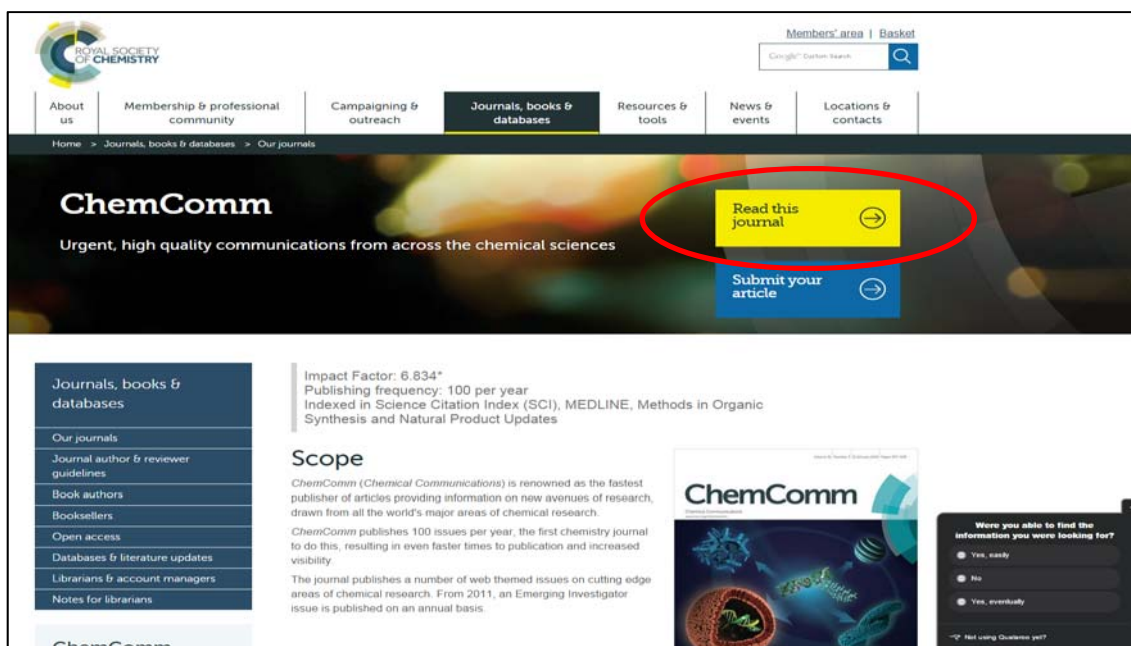 ROYAL SOCIETY
OF CHEMISTRY
Members' area | Basket
Google™ Custom Search
About
us
Membership & professional
community
Campaigning &
outreach
Journals, books &
databases
Resources &
tools
News &
events
Locations &
contacts
Home > Journals, books & databases > Our journals
ChemComm
Urgent, high quality communications from across the chemical sciences
Read this
journal
Submit your
article
Journals, books &
databases
Our journals
Journal author & reviewer
guidelines
Book authors
Booksellers
Open access
Databases & literature updates
Librarians & account managers
Notes for librarians
ChemComm
Impact Factor: 6.834*
Publishing frequency: 100 per year
Indexed in Science Citation Index (SCI), MEDLINE, Methods in Organic
Synthesis and Natural Product Updates
Scope
ChemComm (Chemical Communications) is renowned as the fastest
publisher of articles providing information on new avenues of research,
drawn from all the world's major areas of chemical research.
ChemComm publishes 100 issues per year, the first chemistry journal
to do this, resulting in even faster times to publication and increased
visibility.
The journal publishes a number of web themed issues on cutting edge
areas of chemical research. From 2011, an Emerging Investigator
issue is published on an annual basis.
ChemComm
Chemical Communications
Were you able to find the
information you were looking for?
Yes, easily
No
Yes, eventually
Not using Qualaroo yet?